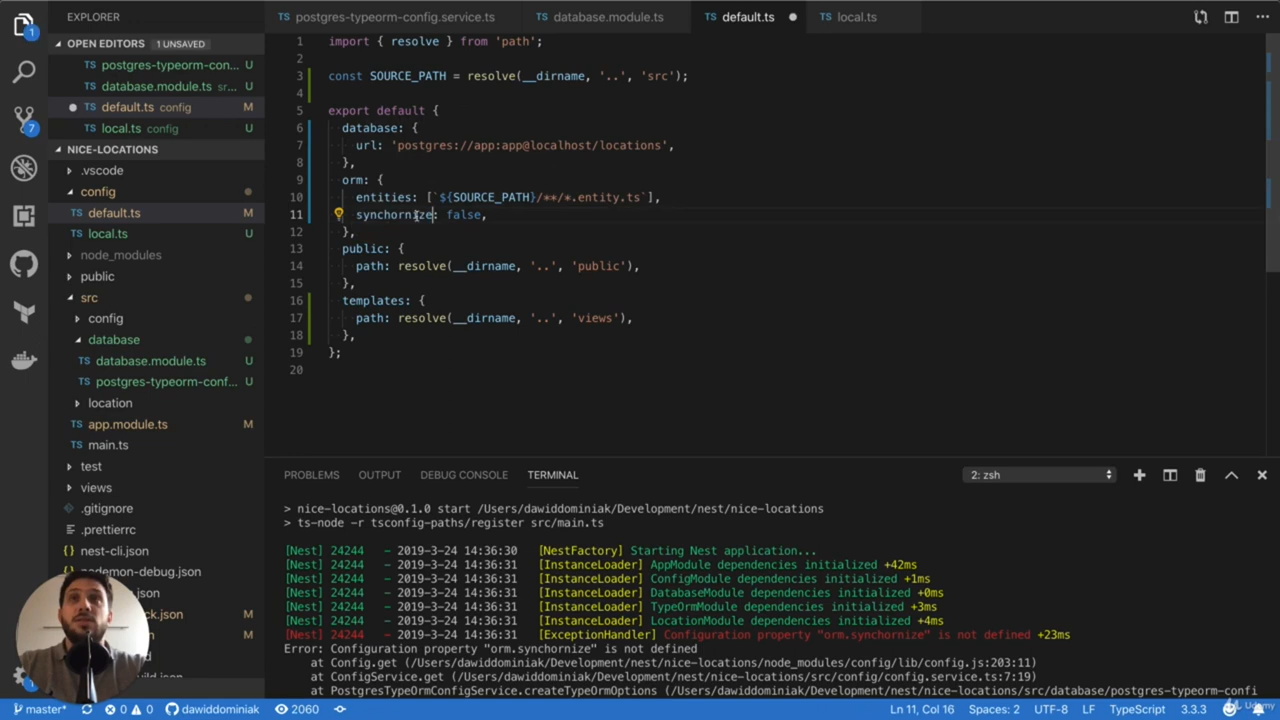 EXPLORER
OPEN EDITORS 1 UNSAVED
postgres-typeorm-con... U
database.module.ts sr... U
default.ts config M
local.ts config U
NICE-LOCATIONS
.vscode
config
default.ts M
local.ts U
node_modules
public
src
config
database
database.module.ts U
postgres-typeorm-conf... U
location
app.module.ts M
main.ts
test
views
.gitignore
.prettierrc
nest-cli.json
nodemon-debug.json
M
M
1
7
postgres-typeorm-config.service.ts
database.module.ts
default.ts
local.ts
1 import { resolve } from 'path';
2
3 const SOURCE_PATH = resolve(__dirname, '..', 'src');
4
5 export default {
6 database: {
7 url: 'postgres://app:app@localhost/locations',
8 },
9 orm: {
10 entities: [`${SOURCE_PATH}/**/*.entity.ts`],
11 synchornize: false,
12 },
13 public: {
14 path: resolve(__dirname, '..', 'public'),
15 },
16 templates: {
17 path: resolve(__dirname, '..', 'views'),
18 },
19 };
20
PROBLEMS OUTPUT DEBUG CONSOLE TERMINAL 2: zsh
> nice-locations@0.1.0 start /Users/dawiddominiak/Development/nest/nice-locations
> ts-node -r tsconfig-paths/register src/main.ts
[Nest] 24244 - 2019-3-24 14:36:30 [NestFactory] Starting Nest application...
[Nest] 24244 - 2019-3-24 14:36:31 [InstanceLoader] AppModule dependencies initialized +42ms
[Nest] 24244 - 2019-3-24 14:36:31 [InstanceLoader] ConfigModule dependencies initialized +1ms
[Nest] 24244 - 2019-3-24 14:36:31 [InstanceLoader] DatabaseModule dependencies initialized +0ms
[Nest] 24244 - 2019-3-24 14:36:31 [InstanceLoader] TypeOrmModule dependencies initialized +3ms
[Nest] 24244 - 2019-3-24 14:36:31 [InstanceLoader] LocationModule dependencies initialized +4ms
[Nest] 24244 - 2019-3-24 14:36:31 [ExceptionHandler] Configuration property "orm.synchornize" is not defined +23ms
Error: Configuration property "orm.synchornize" is not defined
at Config.get (/Users/dawiddominiak/Development/nest/nice-locations/node_modules/config/lib/config.js:203:11)
at ConfigService.get (/Users/dawiddominiak/Development/nest/nice-locations/src/config/config.service.ts:7:19)
at PostgresTypeOrmConfigService.createTypeOrmOptions (/Users/dawiddominiak/Development/nest/nice-locations/src/database/postgres-typeorm-confi
master* 0 0 dawiddominiak 2060 Ln 11, Col 16 Spaces: 2 UTF-8 LF TypeScript 3.3.3
Udemy